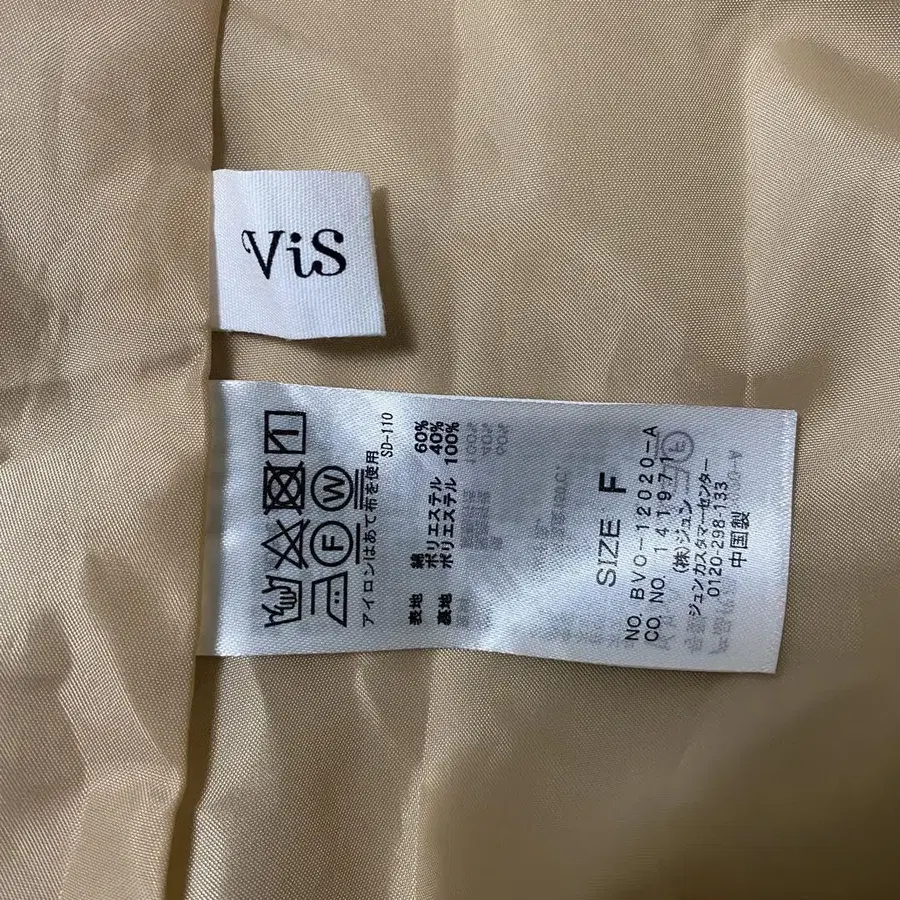 ViS
アイロンはあて布を使用
SD-110
表地 綿 60%
ポリエステル 40%
裏地 ポリエステル 100%
SIZE F
NO. BVO-12020-A
CO. NO. 141971
(株)ジュン
ジュンカスタマーセンター
0120-298-133
中国製